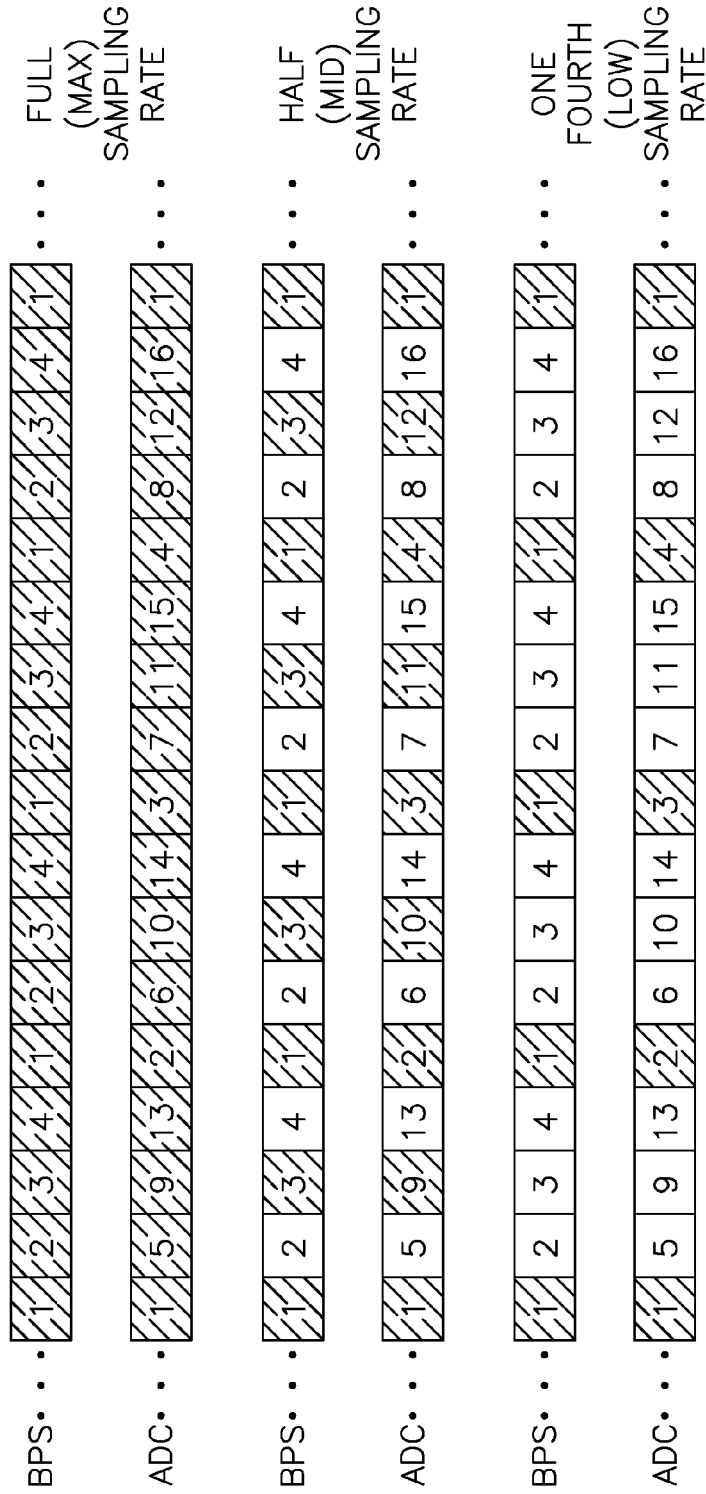 BPS 1 2 3 4 1 2 3 4 1 2 3 4 1 2 3 4 1
FULL
(MAX)
SAMPLING
RATE
ADC 1 5 9 13 2 6 10 14 3 7 11 15 4 8 12 16 1
BPS 1 2 3 4 1 2 3 4 1 2 3 4 1 2 3 4 1
HALF
(MID)
SAMPLING
RATE
ADC 1 5 9 13 2 6 10 14 3 7 11 15 4 8 12 16 1
BPS 1 2 3 4 1 2 3 4 1 2 3 4 1 2 3 4 1
ONE
FOURTH
(LOW)
SAMPLING
RATE
ADC 1 5 9 13 2 6 10 14 3 7 11 15 4 8 12 16 1